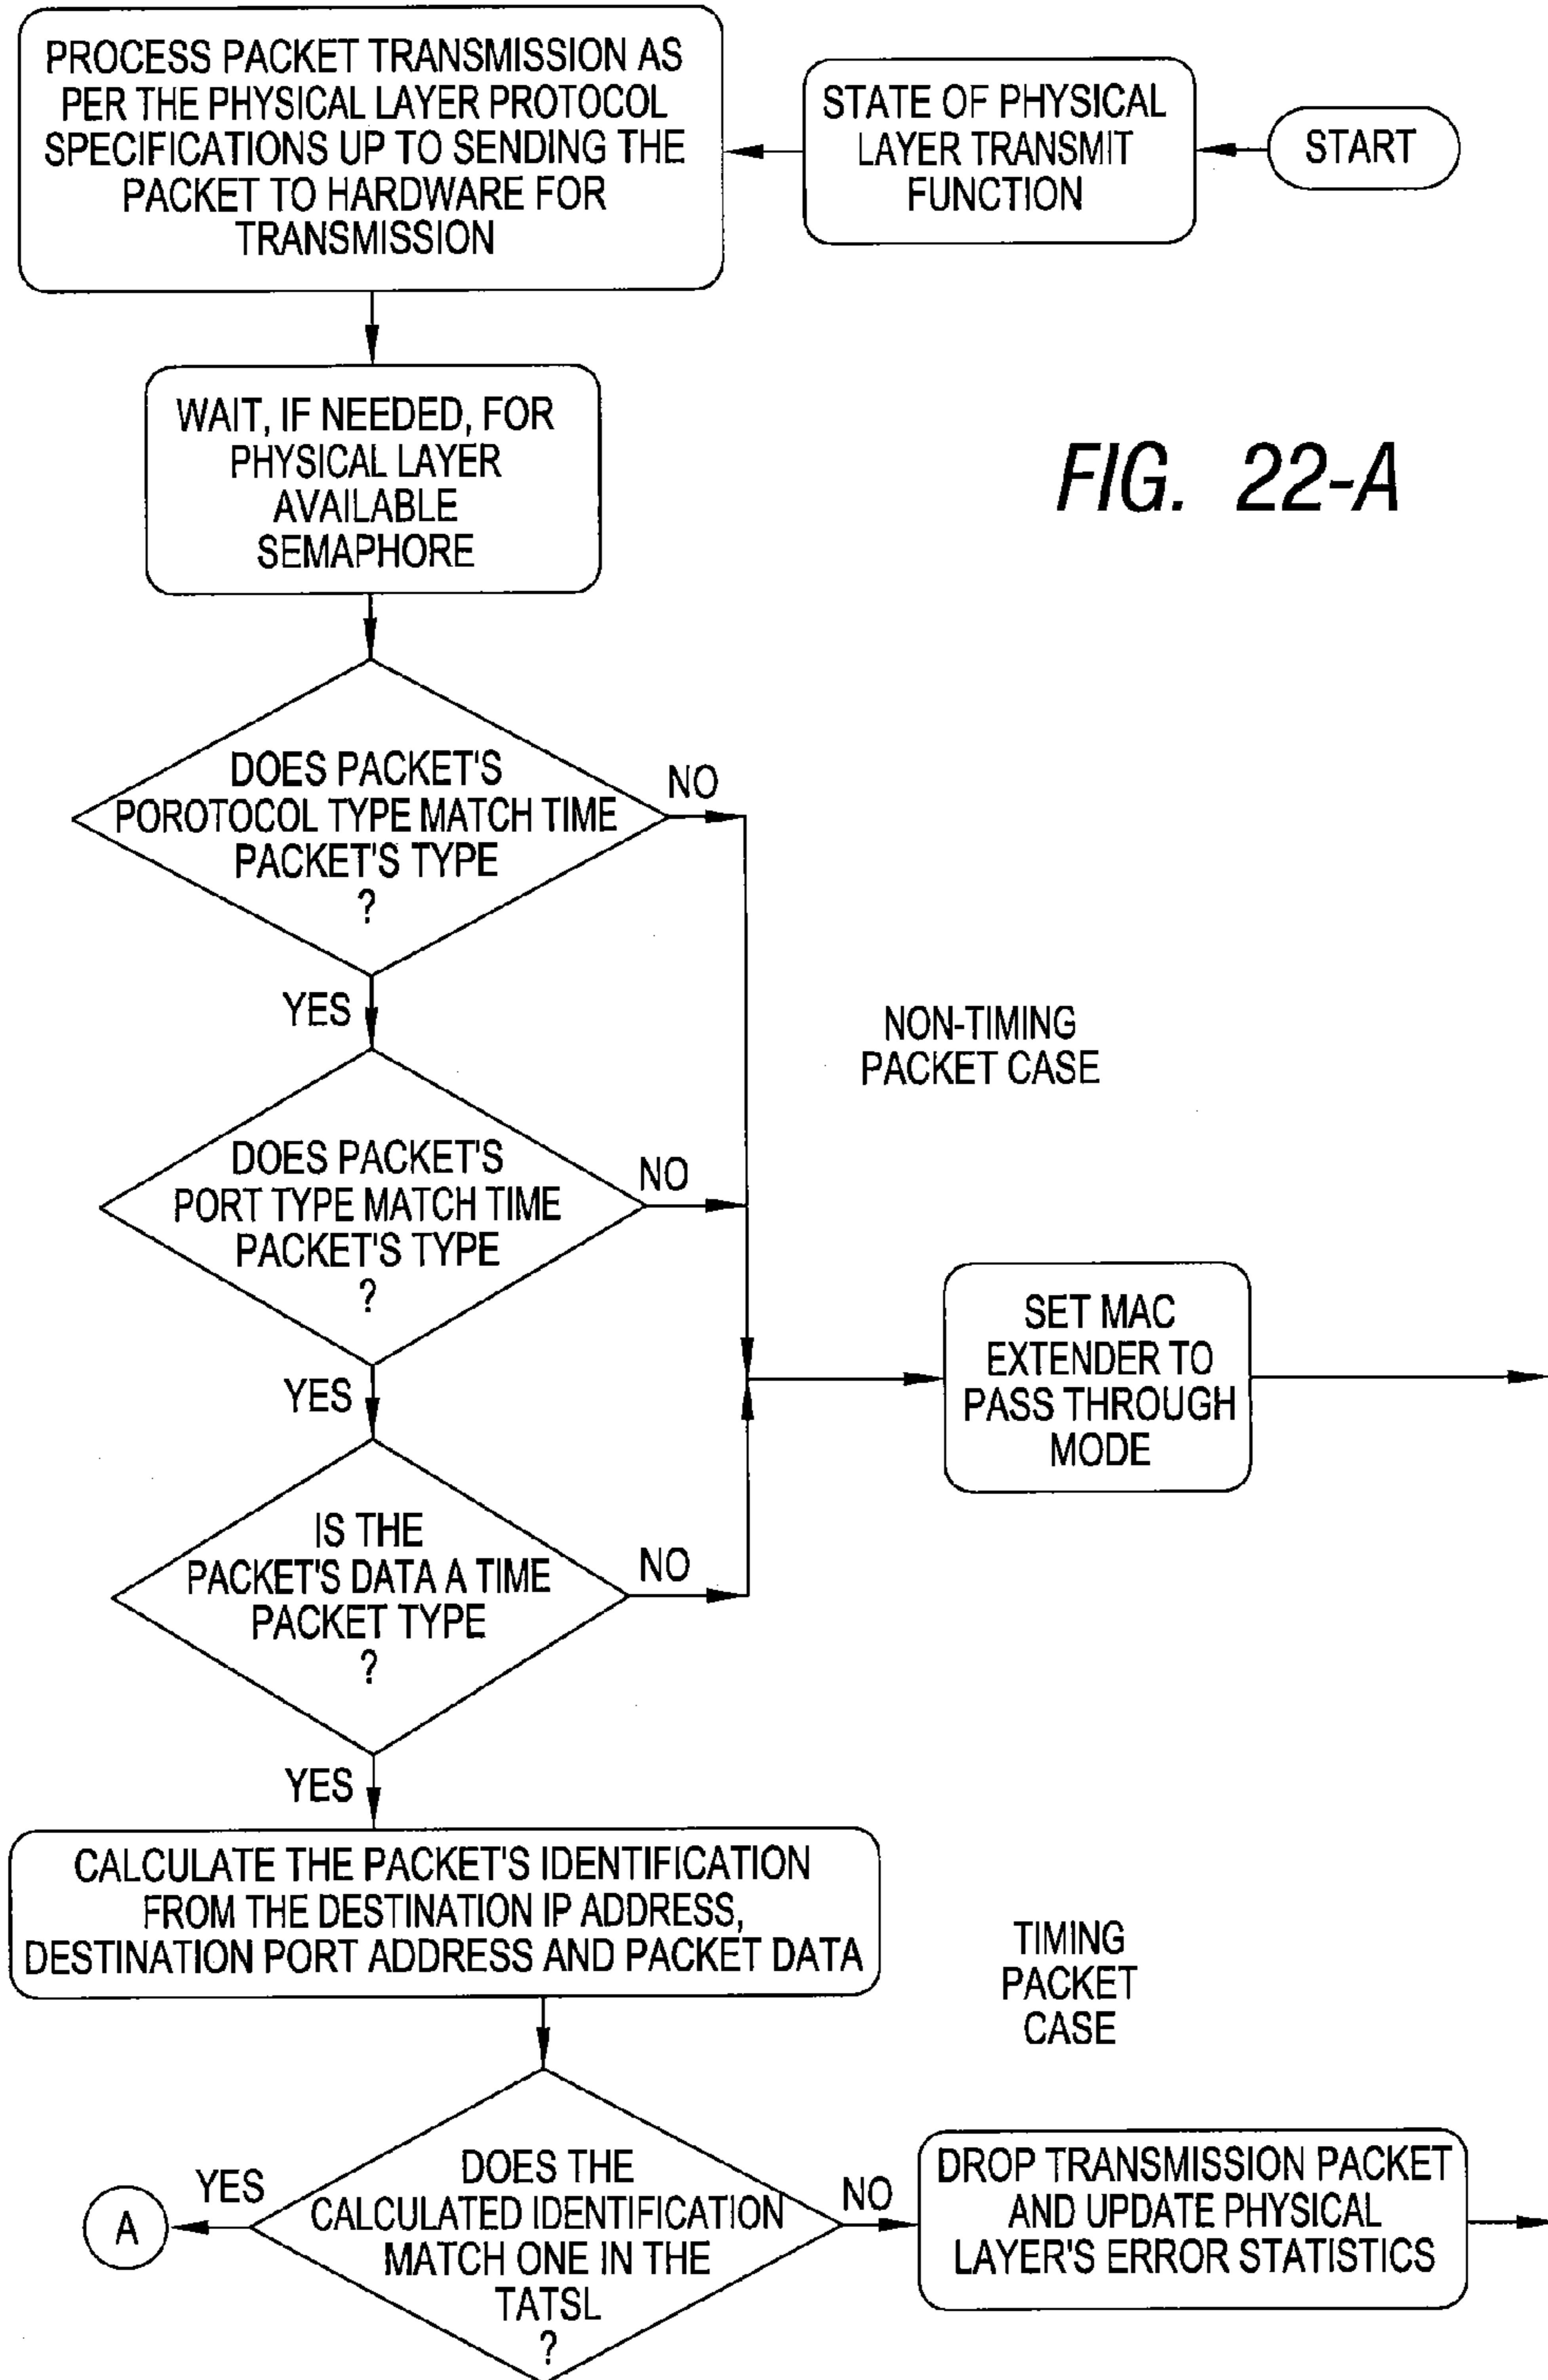 PROCESS PACKET TRANSMISSION AS
PER THE PHYSICAL LAYER PROTOCOL
SPECIFICATIONS UP TO SENDING THE
PACKET TO HARDWARE FOR
TRANSMISSION
STATE OF PHYSICAL
LAYER TRANSMIT
FUNCTION
START
WAIT, IF NEEDED, FOR
PHYSICAL LAYER
AVAILABLE
SEMAPHORE
FIG. 22-A
DOES PACKET'S
POROTOCOL TYPE MATCH TIME
PACKET'S TYPE
?
NO
YES
NON-TIMING
PACKET CASE
DOES PACKET'S
PORT TYPE MATCH TIME
PACKET'S TYPE
?
NO
YES
SET MAC
EXTENDER TO
PASS THROUGH
MODE
IS THE
PACKET'S DATA A TIME
PACKET TYPE
?
NO
YES
CALCULATE THE PACKET'S IDENTIFICATION
FROM THE DESTINATION IP ADDRESS,
DESTINATION PORT ADDRESS AND PACKET DATA
TIMING
PACKET
CASE
A
YES
DOES THE
CALCULATED IDENTIFICATION
MATCH ONE IN THE
TATSL
?
NO
DROP TRANSMISSION PACKET
AND UPDATE PHYSICAL
LAYER'S ERROR STATISTICS